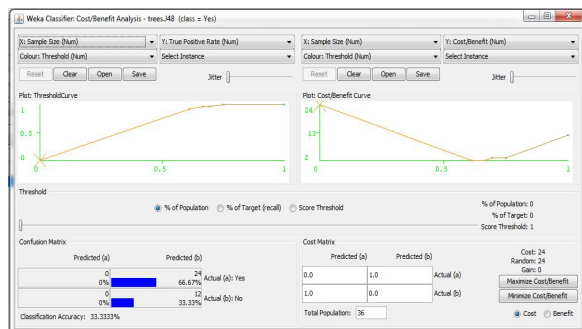 Weka Classifier: Cost/Benefit Analysis - trees.J48 (class = Yes)
X: Sample Size (Num) Y: True Positive Rate (Num) X: Sample Size (Num) Y: Cost/Benefit (Num)
Colour: Threshold (Num) Select Instance Colour: Threshold (Num) Select Instance
Reset Clear Open Save Jitter Reset Clear Open Save Jitter
Plot: ThresholdCurve Plot: Cost/Benefit Curve
1 24
0.5 13
0 2
0 0.5 1 0 0.5 1
Threshold
% of Population % of Target (recall) Score Threshold % of Population: 0
% of Target: 0
Score Threshold: 1
Confusion Matrix Cost Matrix
Predicted (a) Predicted (b) Predicted (a) Predicted (b) Cost: 24
Random: 24
Gain: 0
0 24
0% 66.67% Actual (a): Yes 0.0 1.0 Actual (a)
0 12
0% 33.33% Actual (b): No 1.0 0.0 Actual (b)
Maximize Cost/Benefit
Minimize Cost/Benefit
Classification Accuracy: 33.3333% Total Population: 36 Cost Benefit